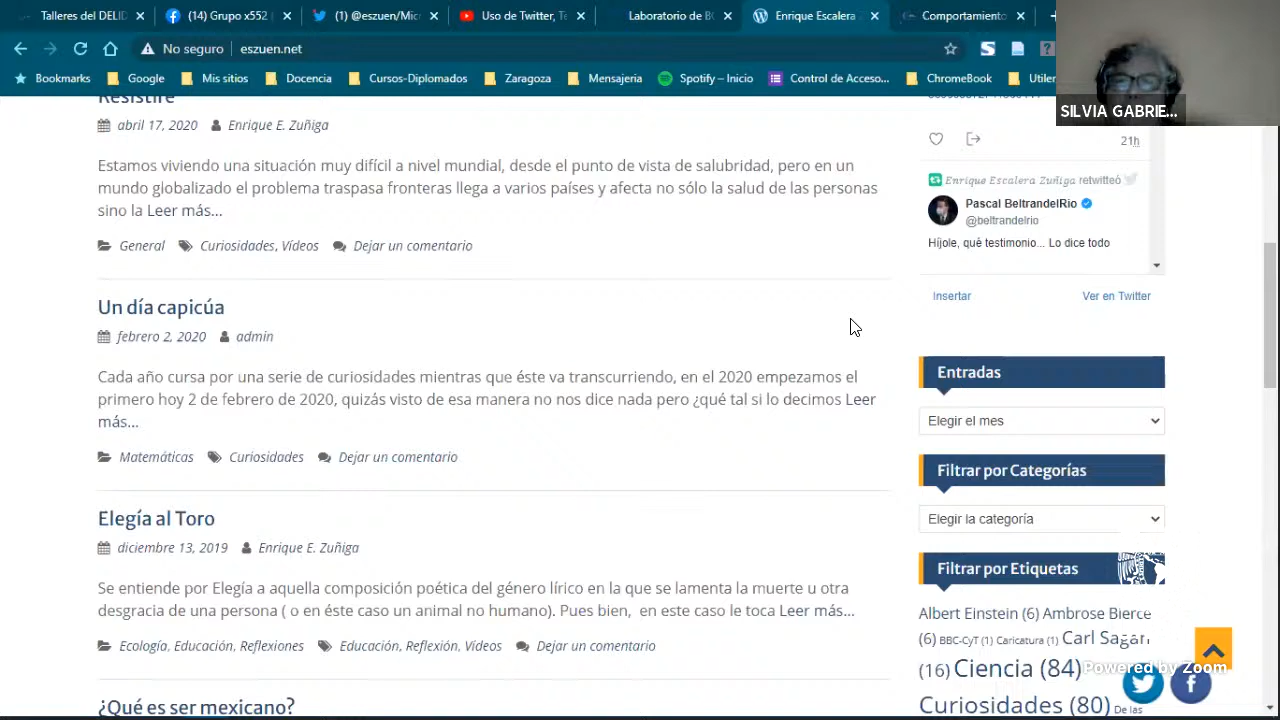 Talleres del DELID
(14) Grupo x552
(1) @eszuen/Mic
Uso de Twitter, Te
Laboratorio de BC
Enrique Escalera
Comportamiento
No seguro eszuen.net
Bookmarks Google Mis sitios Docencia Cursos-Diplomados Zaragoza Mensajeria Spotify – Inicio Control de Acceso... ChromeBook Utiler
SILVIA GABRIE...
Resistiré
abril 17, 2020 Enrique E. Zuñiga
Estamos viviendo una situación muy difícil a nivel mundial, desde el punto de vista de salubridad, pero en un
mundo globalizado el problema traspasa fronteras llega a varios países y afecta no sólo la salud de las personas
sino la Leer más...
General Curiosidades, Vídeos Dejar un comentario
Un día capicúa
febrero 2, 2020 admin
Cada año cursa por una serie de curiosidades mientras que éste va transcurriendo, en el 2020 empezamos el
primero hoy 2 de febrero de 2020, quizás visto de esa manera no nos dice nada pero ¿qué tal si lo decimos Leer
más...
Matemáticas Curiosidades Dejar un comentario
Elegía al Toro
diciembre 13, 2019 Enrique E. Zuñiga
Se entiende por Elegía a aquella composición poética del género lírico en la que se lamenta la muerte u otra
desgracia de una persona ( o en éste caso un animal no humano). Pues bien, en este caso le toca Leer más...
Ecología, Educación, Reflexiones Educación, Reflexión, Vídeos Dejar un comentario
¿Qué es ser mexicano?
21h
Enrique Escalera Zuñiga retwitteó
Pascal BeltrandelRio
@beltrandelrio
Híjole, qué testimonio... Lo dice todo
Insertar Ver en Twitter
Entradas
Elegir el mes
Filtrar por Categorías
Elegir la categoría
Filtrar por Etiquetas
Albert Einstein (6) Ambrose Bierce
(6) BBC-CyT (1) Caricatura (1) Carl Sagan
(16) Ciencia (84)
Curiosidades (80) De las
Powered by Zoom